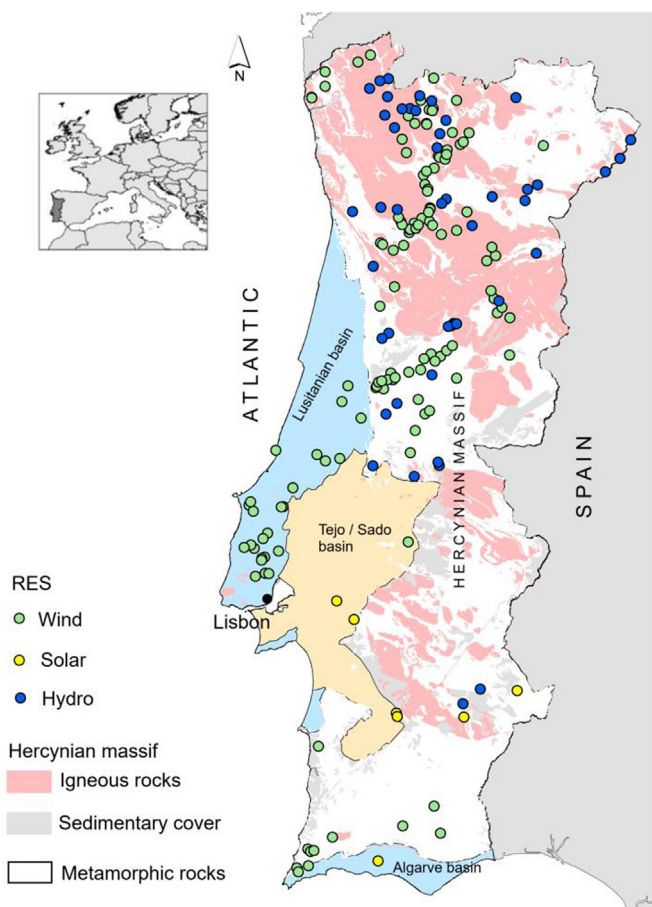 N
ATLANTIC
Lusitanian basin
HERCYNIAN MASSIF
SPAIN
Tejo / Sado
basin
RES
Wind
Lisbon
Solar
Hydro
Hercynian massif
Igneous rocks
Sedimentary cover
Metamorphic rocks
Algarve basin